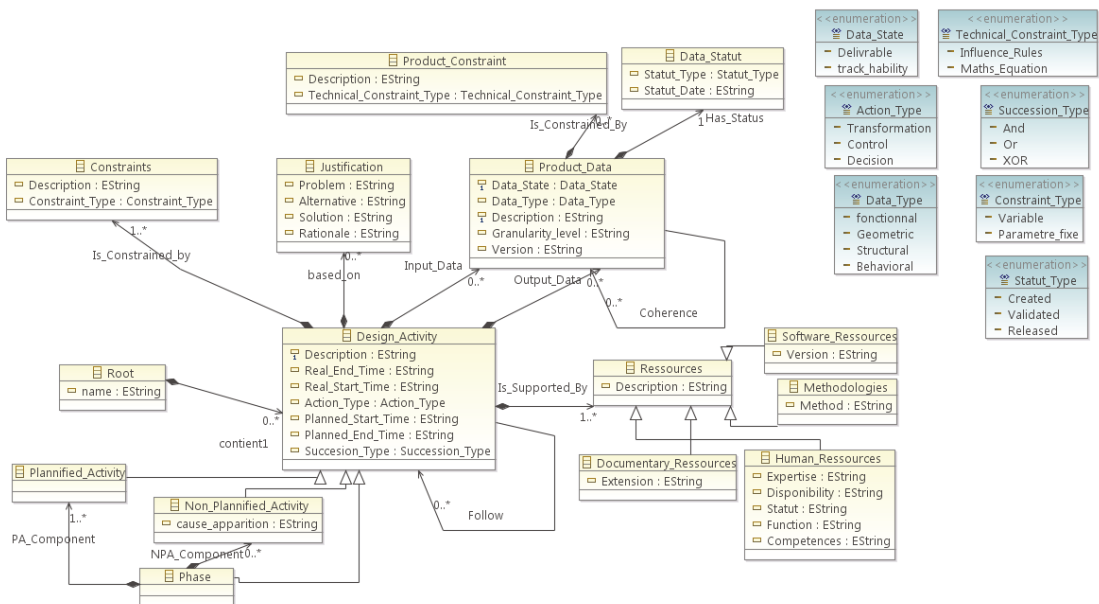 Product_Constraint
Description : EString
Technical_Constraint_Type : Technical_Constraint_Type
Data_Statut
Statut_Type : Statut_Type
Statut_Date : EString
<<enumeration>>
Data_State
Delivrable
track_hability
<<enumeration>>
Technical_Constraint_Type
Influence_Rules
Maths_Equation
<<enumeration>>
Action_Type
Transformation
Control
Decision
<<enumeration>>
Succession_Type
And
Or
XOR
0..*
Is_Constrained_By
1
Has_Status
Constraints
Description : EString
Constraint_Type : Constraint_Type
Justification
Problem : EString
Alternative : EString
Solution : EString
Rationale : EString
Product_Data
Data_State : Data_State
Data_Type : Data_Type
Description : EString
Granularity_level : EString
Version : EString
<<enumeration>>
Data_Type
fonctionnal
Geometric
Structural
Behavioral
<<enumeration>>
Constraint_Type
Variable
Parametre_fixe
<<enumeration>>
Statut_Type
Created
Validated
Released
1..*
Is_Constrained_by
0..*
based_on
Input_Data
0..*
Output_Data
0..*
0..*
Coherence
Design_Activity
Description : EString
Real_End_Time : EString
Real_Start_Time : EString
Action_Type : Action_Type
Planned_Start_Time : EString
Planned_End_Time : EString
Succesion_Type : Succession_Type
Root
name : EString
0..*
contient1
Is_Supported_By
1..*
Ressources
Description : EString
Software_Ressources
Version : EString
Methodologies
Method : EString
Documentary_Ressources
Extension : EString
Human_Ressources
Expertise : EString
Disponibility : EString
Statut : EString
Function : EString
Competences : EString
0..*
Follow
Plannified_Activity
Non_Plannified_Activity
cause_apparition : EString
1..*
PA_Component
NPA_Component
0..*
Phase